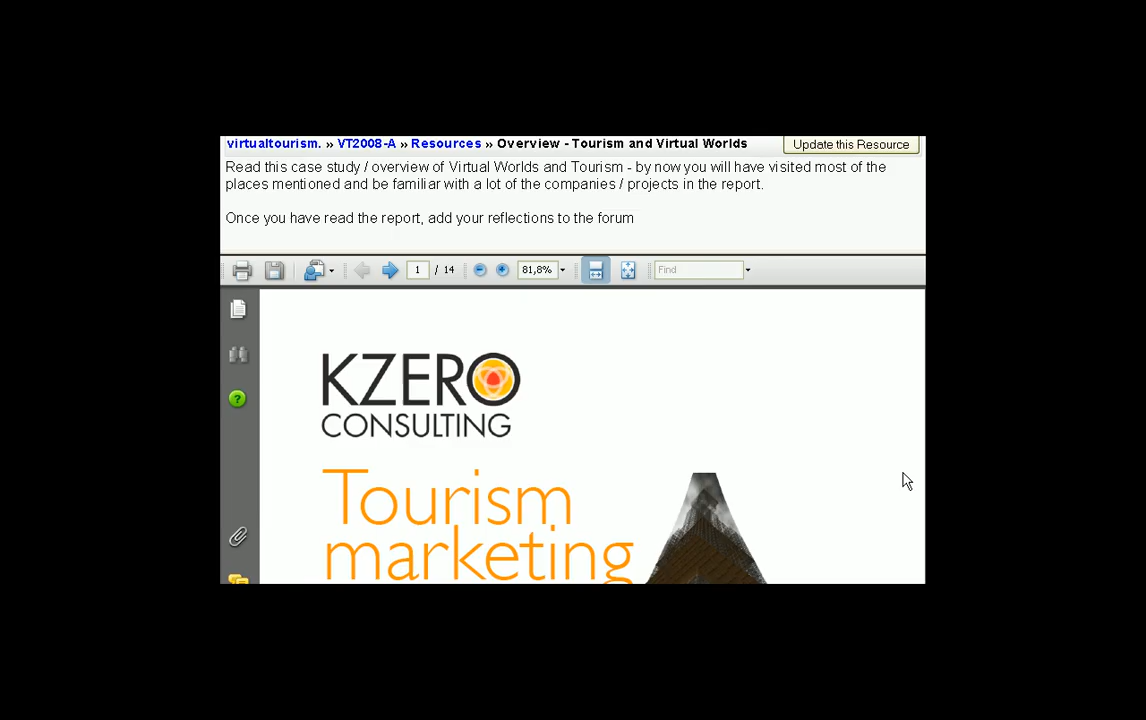 virtualtourism. » VT2008-A » Resources » Overview - Tourism and Virtual Worlds
Update this Resource
Read this case study / overview of Virtual Worlds and Tourism - by now you will have visited most of the
places mentioned and be familiar with a lot of the companies / projects in the report.
Once you have read the report, add your reflections to the forum
1 / 14 81,8% Find
?
KZERO
CONSULTING
Tourism
marketing